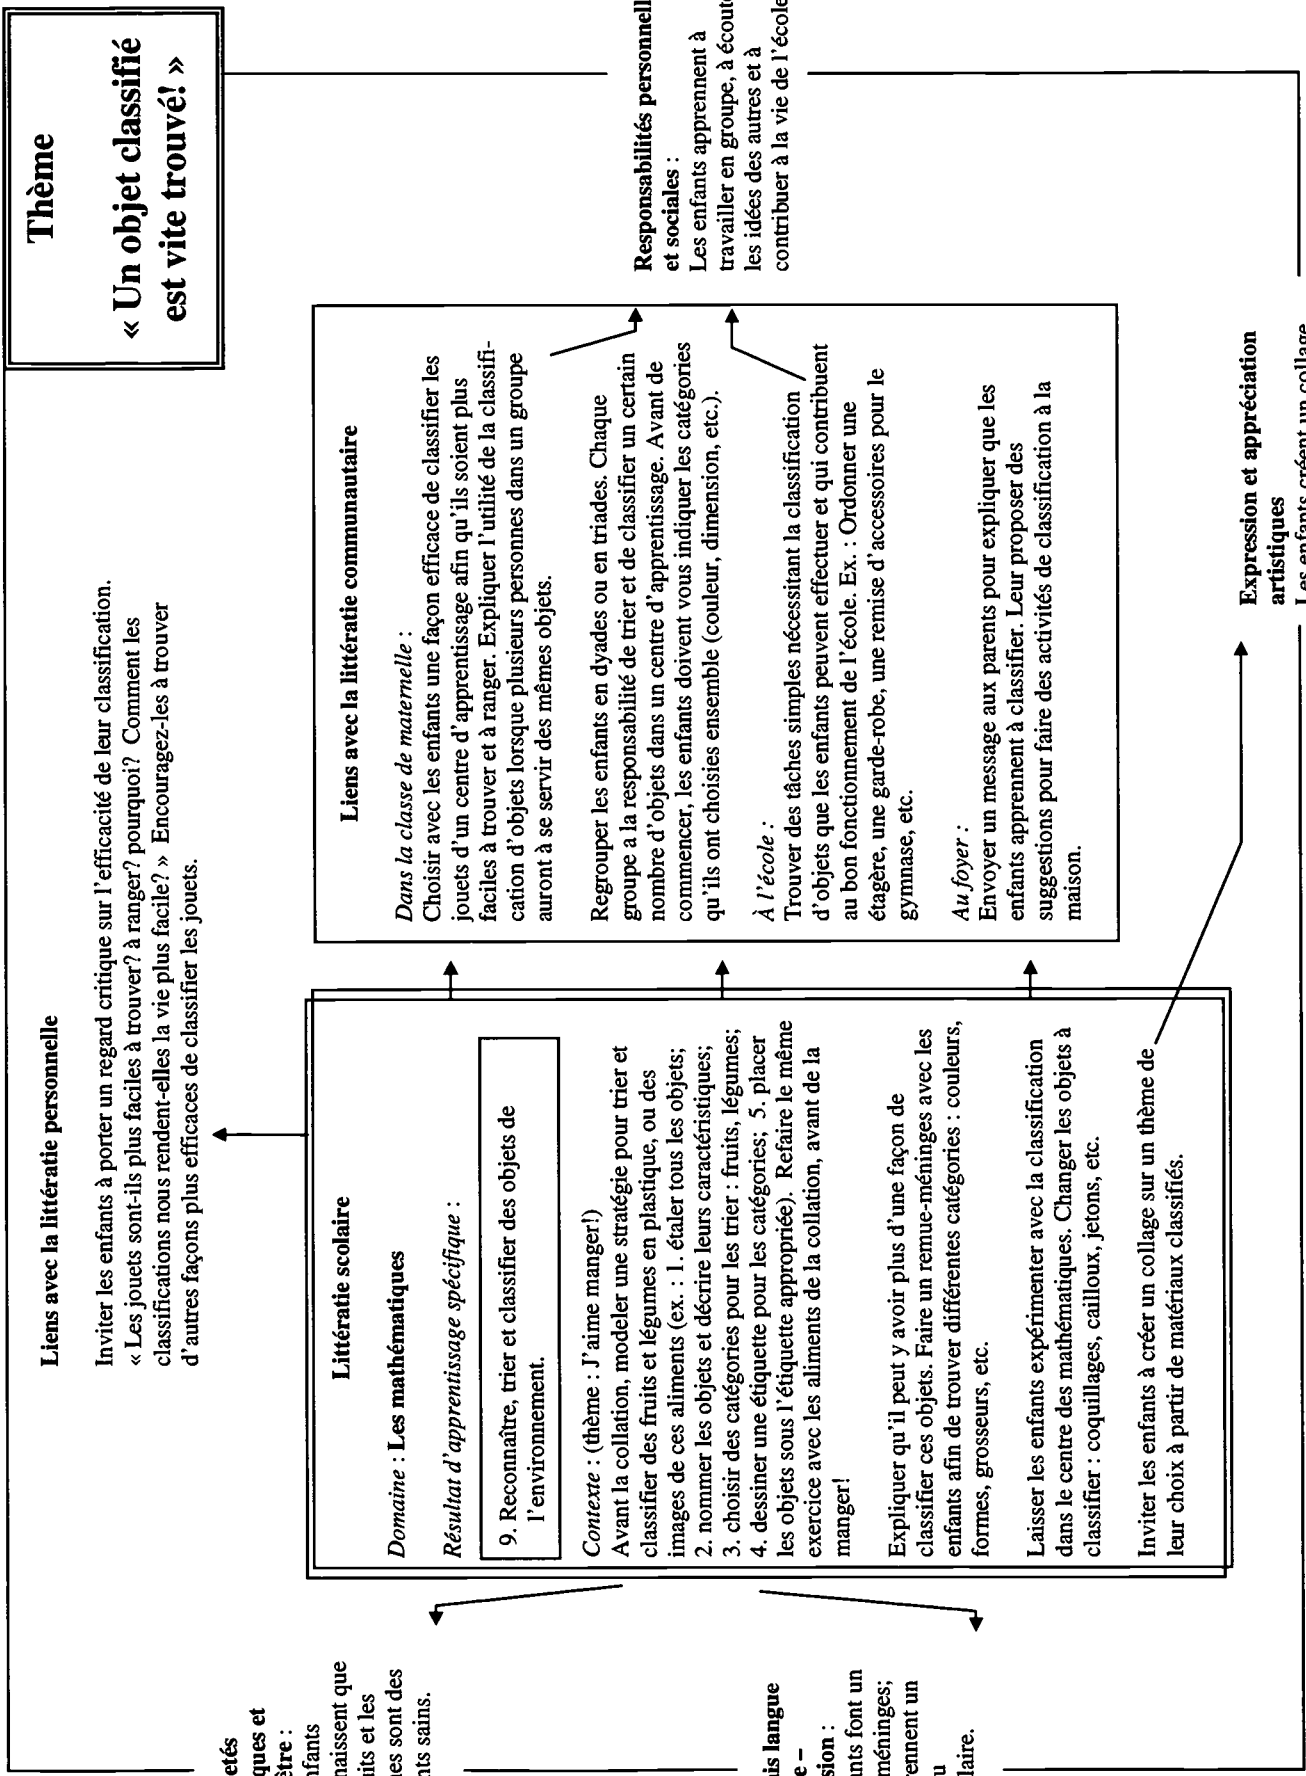 Thème
« Un objet classifié
est vite trouvé! »
Liens avec la littératie personnelle
Inviter les enfants à porter un regard critique sur l'efficacité de leur classification.
« Les jouets sont-ils plus faciles à trouver? à ranger? pourquoi? Comment les
classifications nous rendent-elles la vie plus facile? » Encouragez-les à trouver
d'autres façons plus efficaces de classifier les jouets.
Littératie scolaire
Domaine : Les mathématiques
Résultat d'apprentissage spécifique :
9. Reconnaître, trier et classifier des objets de
l'environnement.
Contexte : (thème : J'aime manger!)
Avant la collation, modeler une stratégie pour trier et
classifier des fruits et légumes en plastique, ou des
images de ces aliments (ex. : 1. étaler tous les objets;
2. nommer les objets et décrire leurs caractéristiques;
3. choisir des catégories pour les trier : fruits, légumes;
4. dessiner une étiquette pour les catégories; 5. placer
les objets sous l'étiquette appropriée). Refaire le même
exercice avec les aliments de la collation, avant de la
manger!
Expliquer qu'il peut y avoir plus d'une façon de
classifier ces objets. Faire un remue-méninges avec les
enfants afin de trouver différentes catégories : couleurs,
formes, grosseurs, etc.
Laisser les enfants expérimenter avec la classification
dans le centre des mathématiques. Changer les objets à
classifier : coquillages, cailloux, jetons, etc.
Inviter les enfants à créer un collage sur un thème de
leur choix à partir de matériaux classifiés.
Liens avec la littératie communautaire
Dans la classe de maternelle :
Choisir avec les enfants une façon efficace de classifier les
jouets d'un centre d'apprentissage afin qu'ils soient plus
faciles à trouver et à ranger. Expliquer l'utilité de la classifi-
cation d'objets lorsque plusieurs personnes dans un groupe
auront à se servir des mêmes objets.
Regrouper les enfants en dyades ou en triades. Chaque
groupe a la responsabilité de trier et de classifier un certain
nombre d'objets dans un centre d'apprentissage. Avant de
commencer, les enfants doivent vous indiquer les catégories
qu'ils ont choisies ensemble (couleur, dimension, etc.).
À l'école :
Trouver des tâches simples nécessitant la classification
d'objets que les enfants peuvent effectuer et qui contribuent
au bon fonctionnement de l'école. Ex. : Ordonner une
étagère, une garde-robe, une remise d'accessoires pour le
gymnase, etc.
Au foyer :
Envoyer un message aux parents pour expliquer que les
enfants apprennent à classifier. Leur proposer des
suggestions pour faire des activités de classification à la
maison.
Responsabilités personnell
et sociales :
Les enfants apprennent à
travailler en groupe, à écoute
les idées des autres et à
contribuer à la vie de l'école
Expression et appréciation
artistiques
Les enfants créent un collage
etés
ques et
être :
nfants
naissent que
uits et les
nes sont des
nts sains.
is langue
e –
sion :
ants font un
méninges;
rennent un
u
laire.